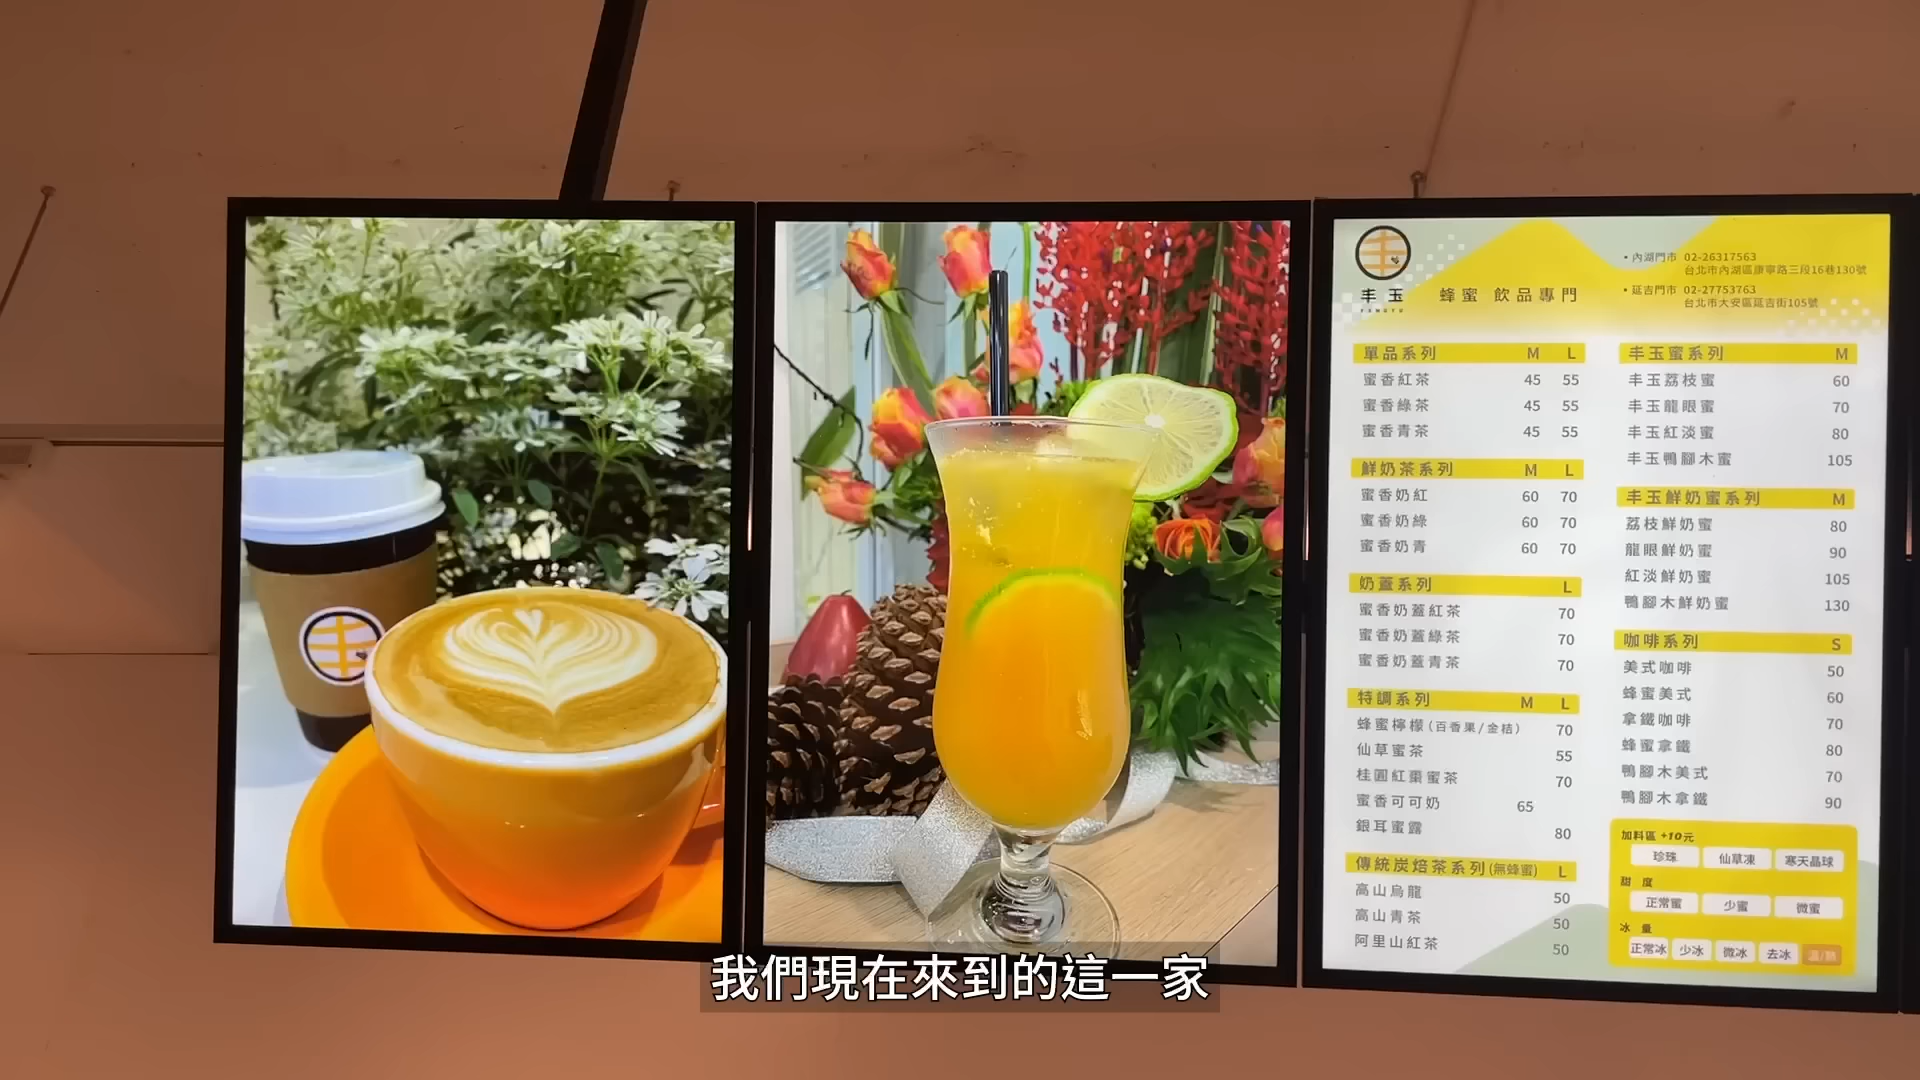 丰
丰玉 蜂蜜 飲品專門
YONGYU
•內湖門市 02-26317563
台北市內湖區康寧路三段16巷130號
•延吉門市 02-27753763
台北市大安區延吉街105號
單品系列 M L
蜜香紅茶 45 55
蜜香綠茶 45 55
蜜香青茶 45 55
鮮奶茶系列 M L
蜜香奶紅 60 70
蜜香奶綠 60 70
蜜香奶青 60 70
奶蓋系列 L
蜜香奶蓋紅茶 70
蜜香奶蓋綠茶 70
蜜香奶蓋青茶 70
特調系列 M L
蜂蜜檸檬(百香果/金桔) 70
仙草蜜茶 55
桂圓紅棗蜜茶 70
蜜香可可奶 65
銀耳蜜露 80
傳統炭焙茶系列(無蜂蜜) L
高山烏龍 50
高山青茶 50
阿里山紅茶 50
丰玉蜜系列 M
丰玉荔枝蜜 60
丰玉龍眼蜜 70
丰玉紅淡蜜 80
丰玉鴨腳木蜜 105
丰玉鮮奶蜜系列 M
荔枝鮮奶蜜 80
龍眼鮮奶蜜 90
紅淡鮮奶蜜 105
鴨腳木鮮奶蜜 130
咖啡系列 S
美式咖啡 50
蜂蜜美式 60
拿鐵咖啡 70
蜂蜜拿鐵 80
鴨腳木美式 70
鴨腳木拿鐵 90
加料區 +10元
珍珠 仙草凍 寒天晶球
甜度
正常蜜 少蜜 微蜜
冰量
正常冰 少冰 微冰 去冰 溫/熱
我們現在來到的這一家